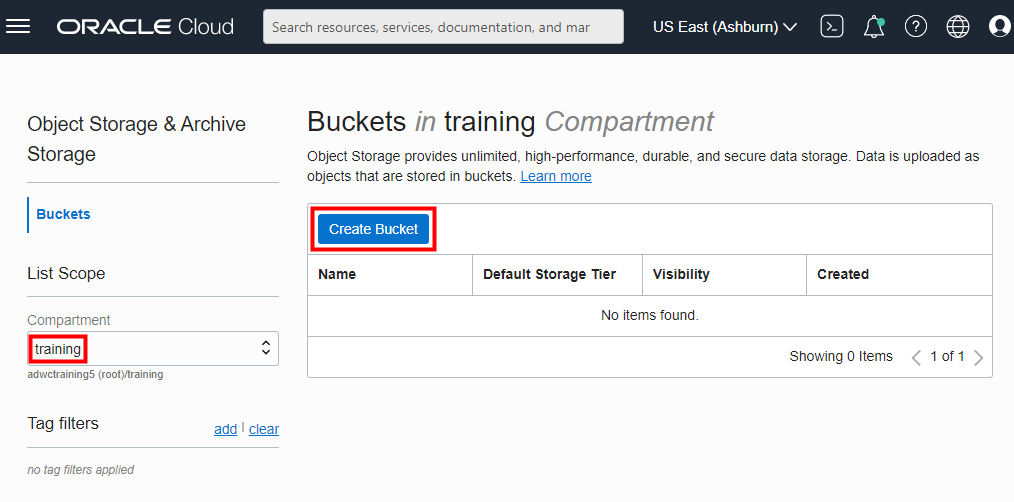 ORACLE Cloud
Search resources, services, documentation, and mar
US East (Ashburn)
Object Storage & Archive
Storage
Buckets
List Scope
Compartment
training
adwctraining5 (root)/training
Tag filters
add | clear
no tag filters applied
Buckets in training Compartment
Object Storage provides unlimited, high-performance, durable, and secure data storage. Data is uploaded as
objects that are stored in buckets. Learn more
Create Bucket
Name Default Storage Tier Visibility Created
No items found.
Showing 0 Items < 1 of 1 >